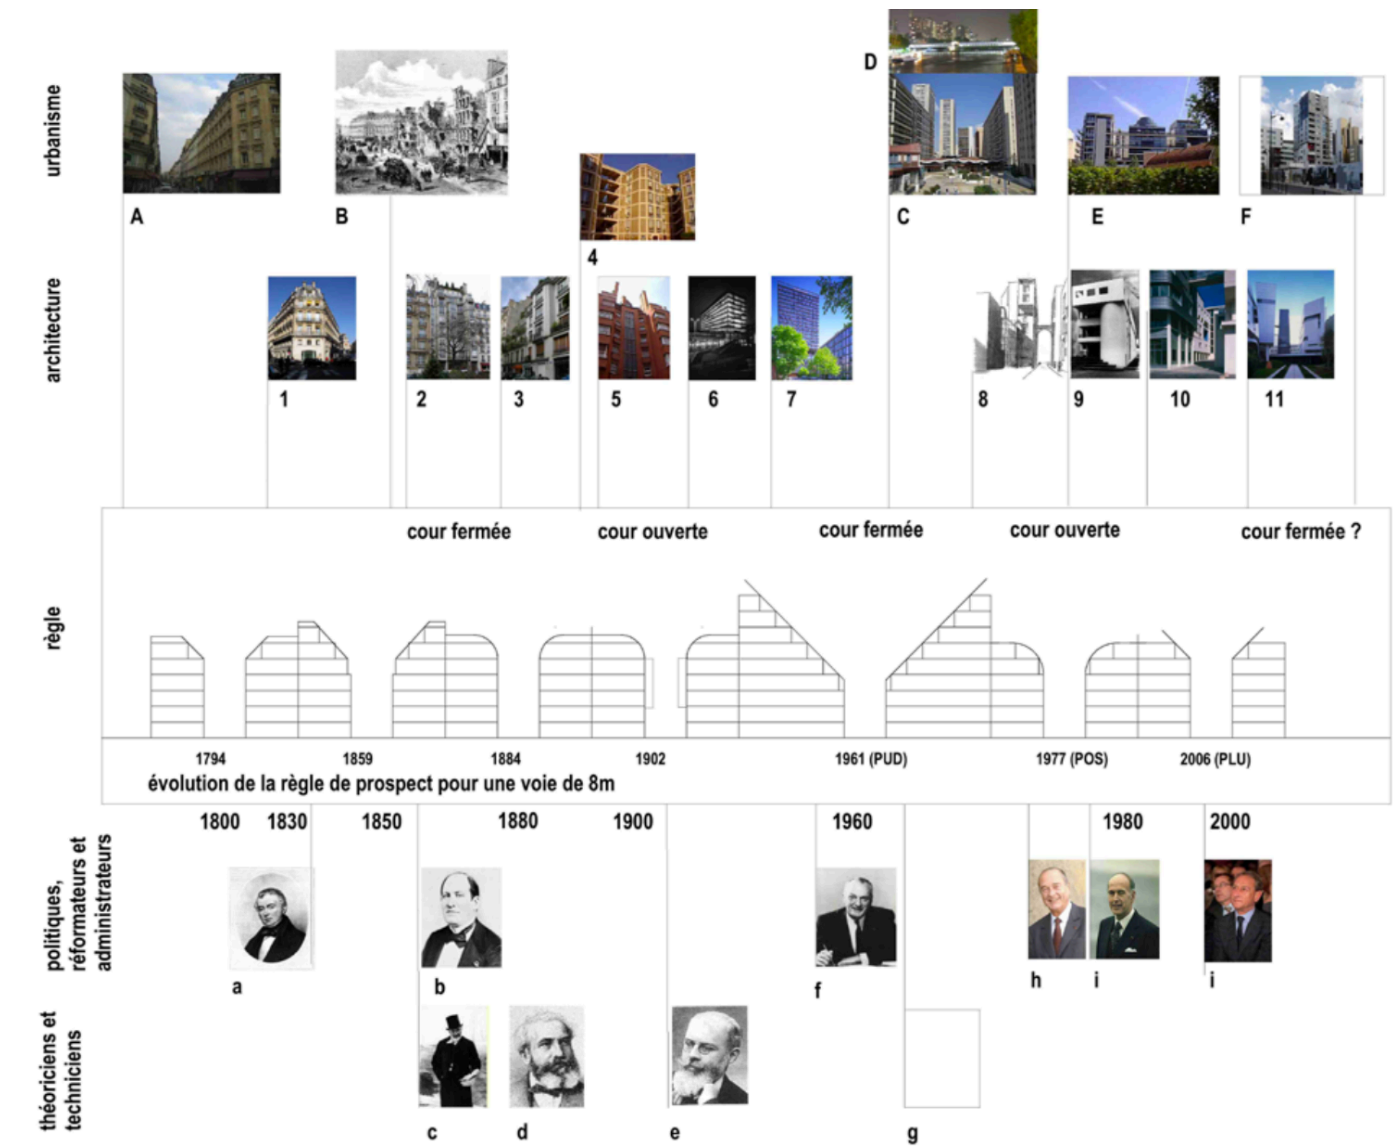 urbanisme
A
B
4
D
C
E
F
architecture
1
2
3
5
6
7
8
9
10
11
cour fermée
cour ouverte
cour fermée
cour ouverte
cour fermée ?
règle
1794
1859
1884
1902
1961 (PUD)
1977 (POS)
2006 (PLU)
évolution de la règle de prospect pour une voie de 8m
1800
1830
1850
1880
1900
1960
1980
2000
politiques,
réformateurs et
administrateurs
a
b
f
h
i
i
théoriciens et
techniciens
c
d
e
g